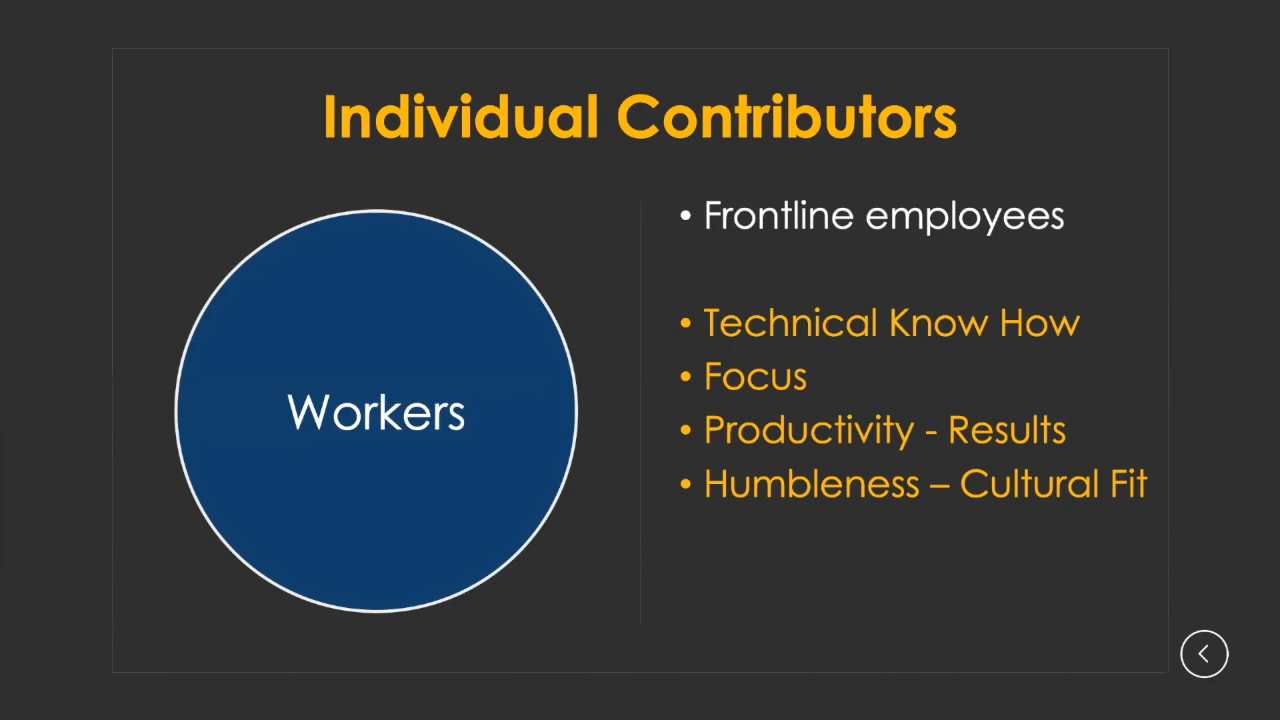 Individual Contributors
Workers
• Frontline employees
• Technical Know How
• Focus
• Productivity - Results
• Humbleness – Cultural Fit